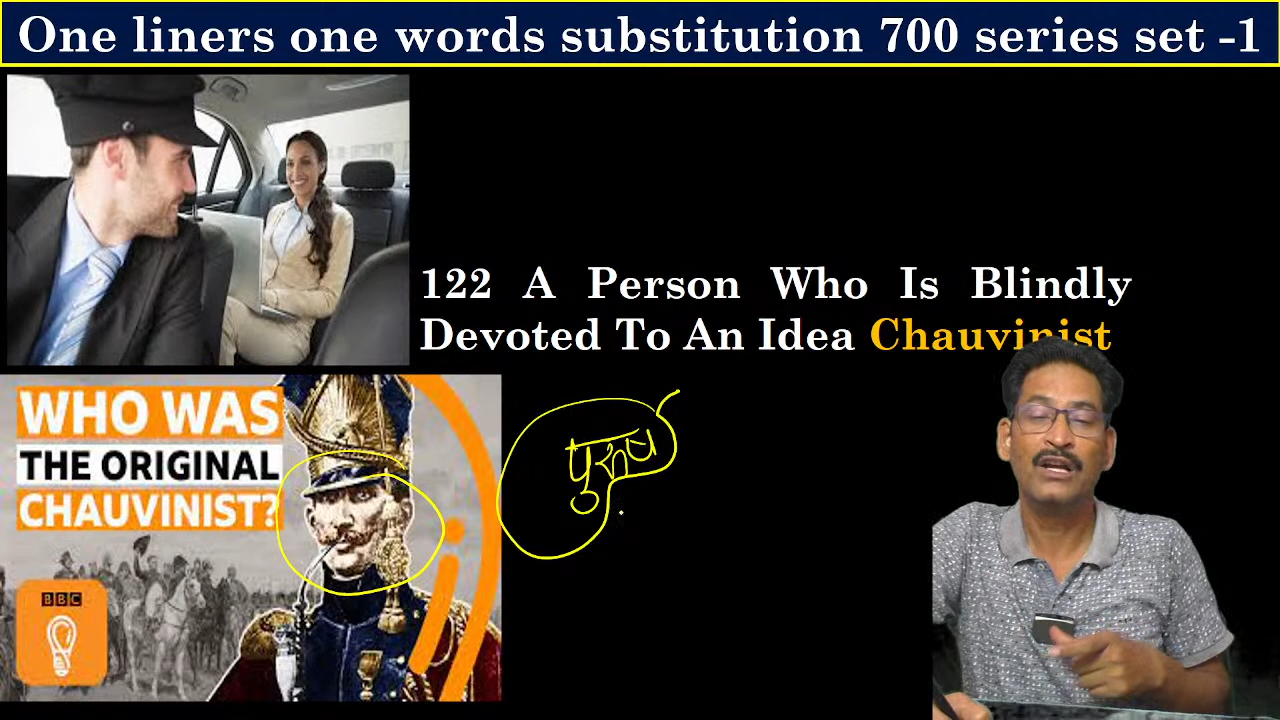 One liners one words substitution 700 series set -1
122 A Person Who Is Blindly
Devoted To An Idea Chauvinist
WHO WAS
THE ORIGINAL
CHAUVINIST?
BBC
पुरुष